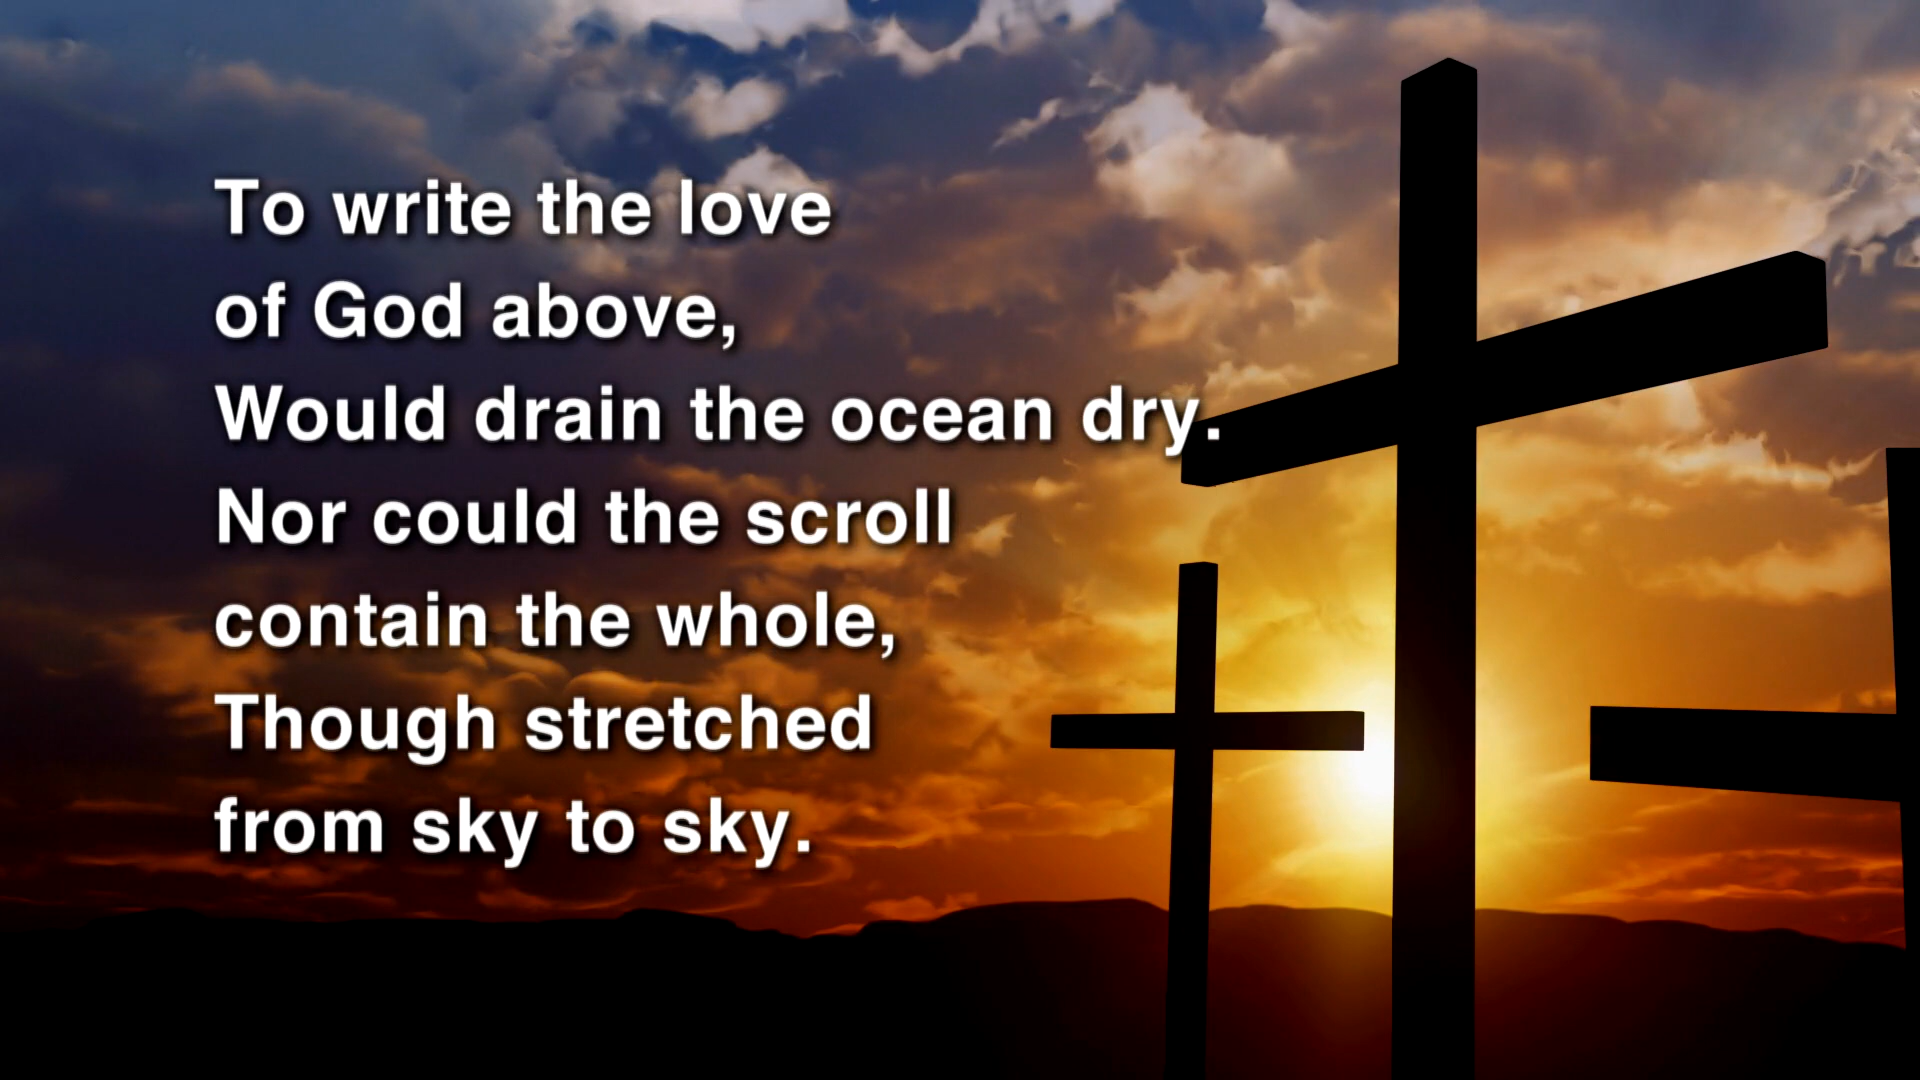 To write the love
of God above,
Would drain the ocean dry.
Nor could the scroll
contain the whole,
Though stretched
from sky to sky.